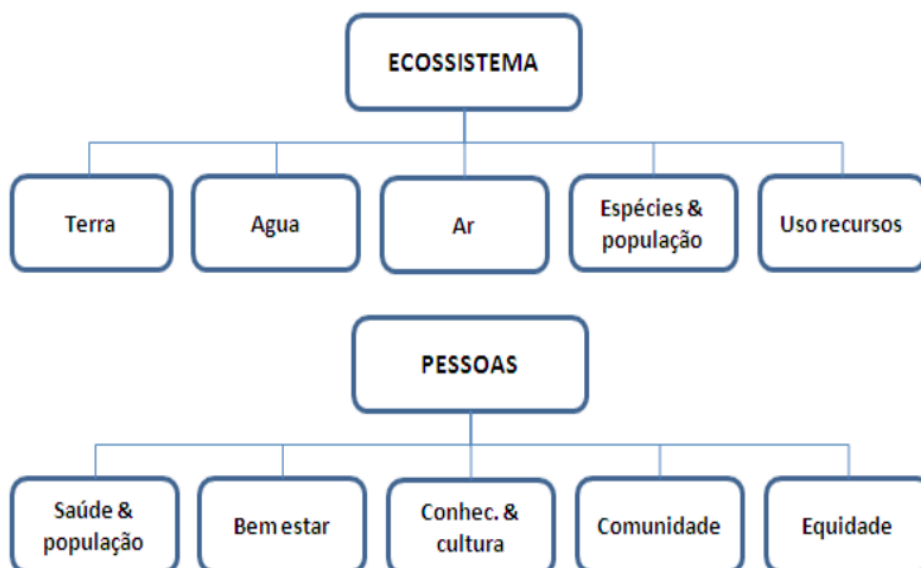 ECOSSISTEMA
Terra
Agua
Ar
Espécies &
população
Uso recursos
PESSOAS
Saúde &
população
Bem estar
Conhec. &
cultura
Comunidade
Equidade